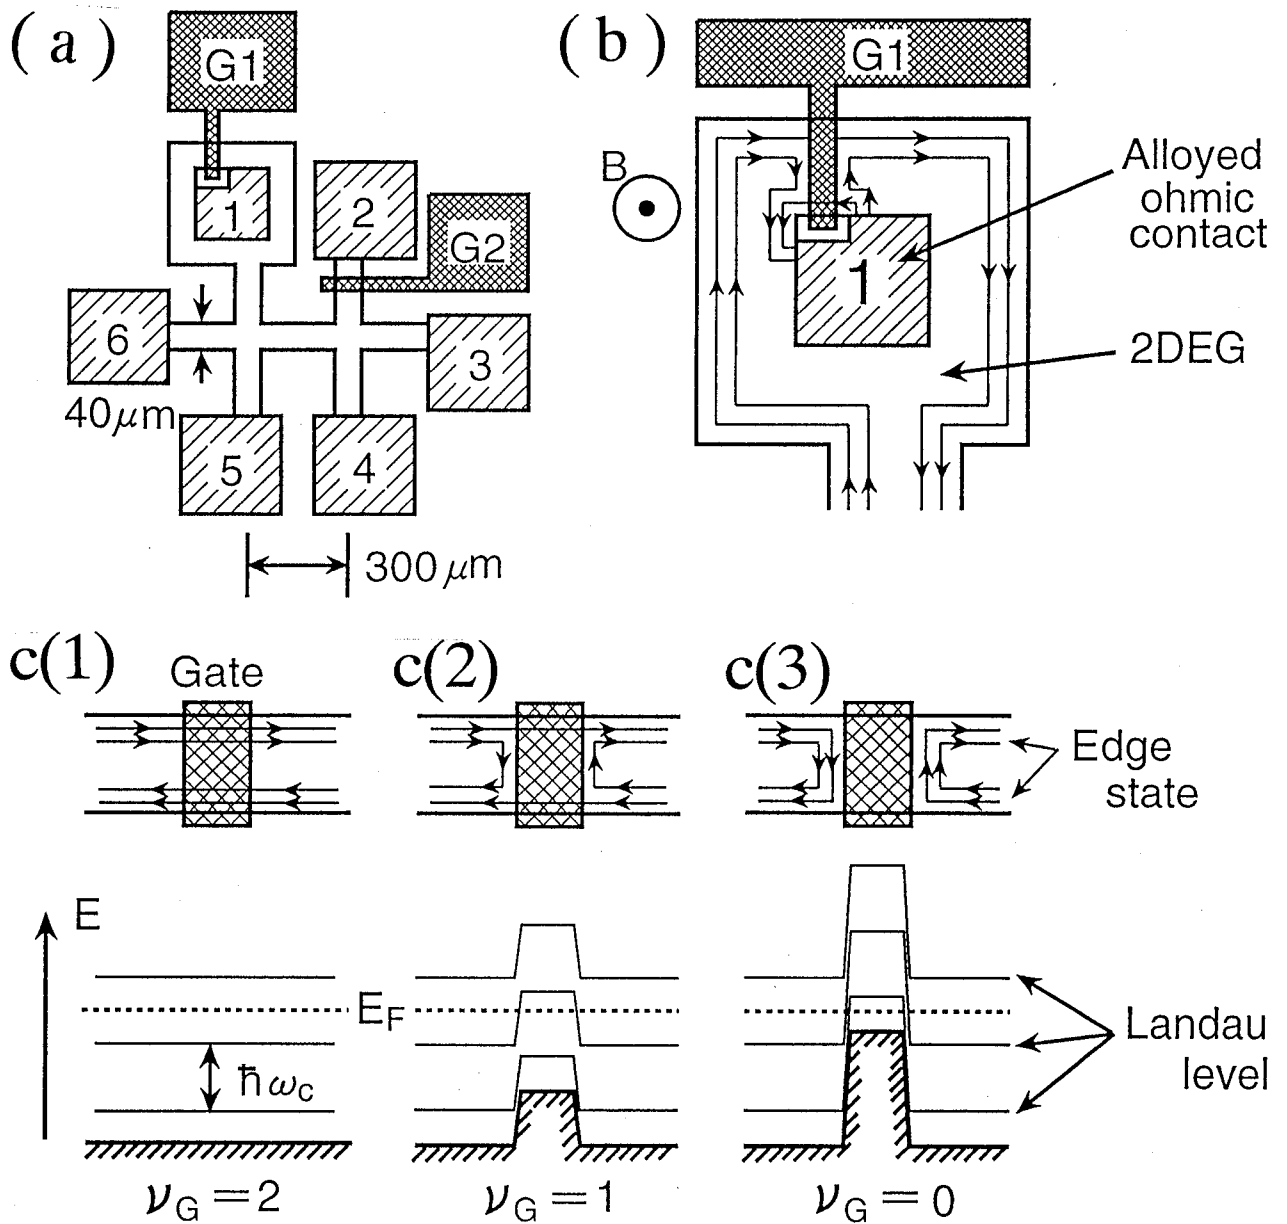 (a)
G1
1
2
G2
6
3
40μm
5
4
300μm
(b)
G1
B
Alloyed
ohmic
contact
1
2DEG
c(1)
Gate
c(2)
c(3)
Edge
state
E
E_F
ħω_c
Landau
level
ν_G=2
ν_G=1
ν_G=0